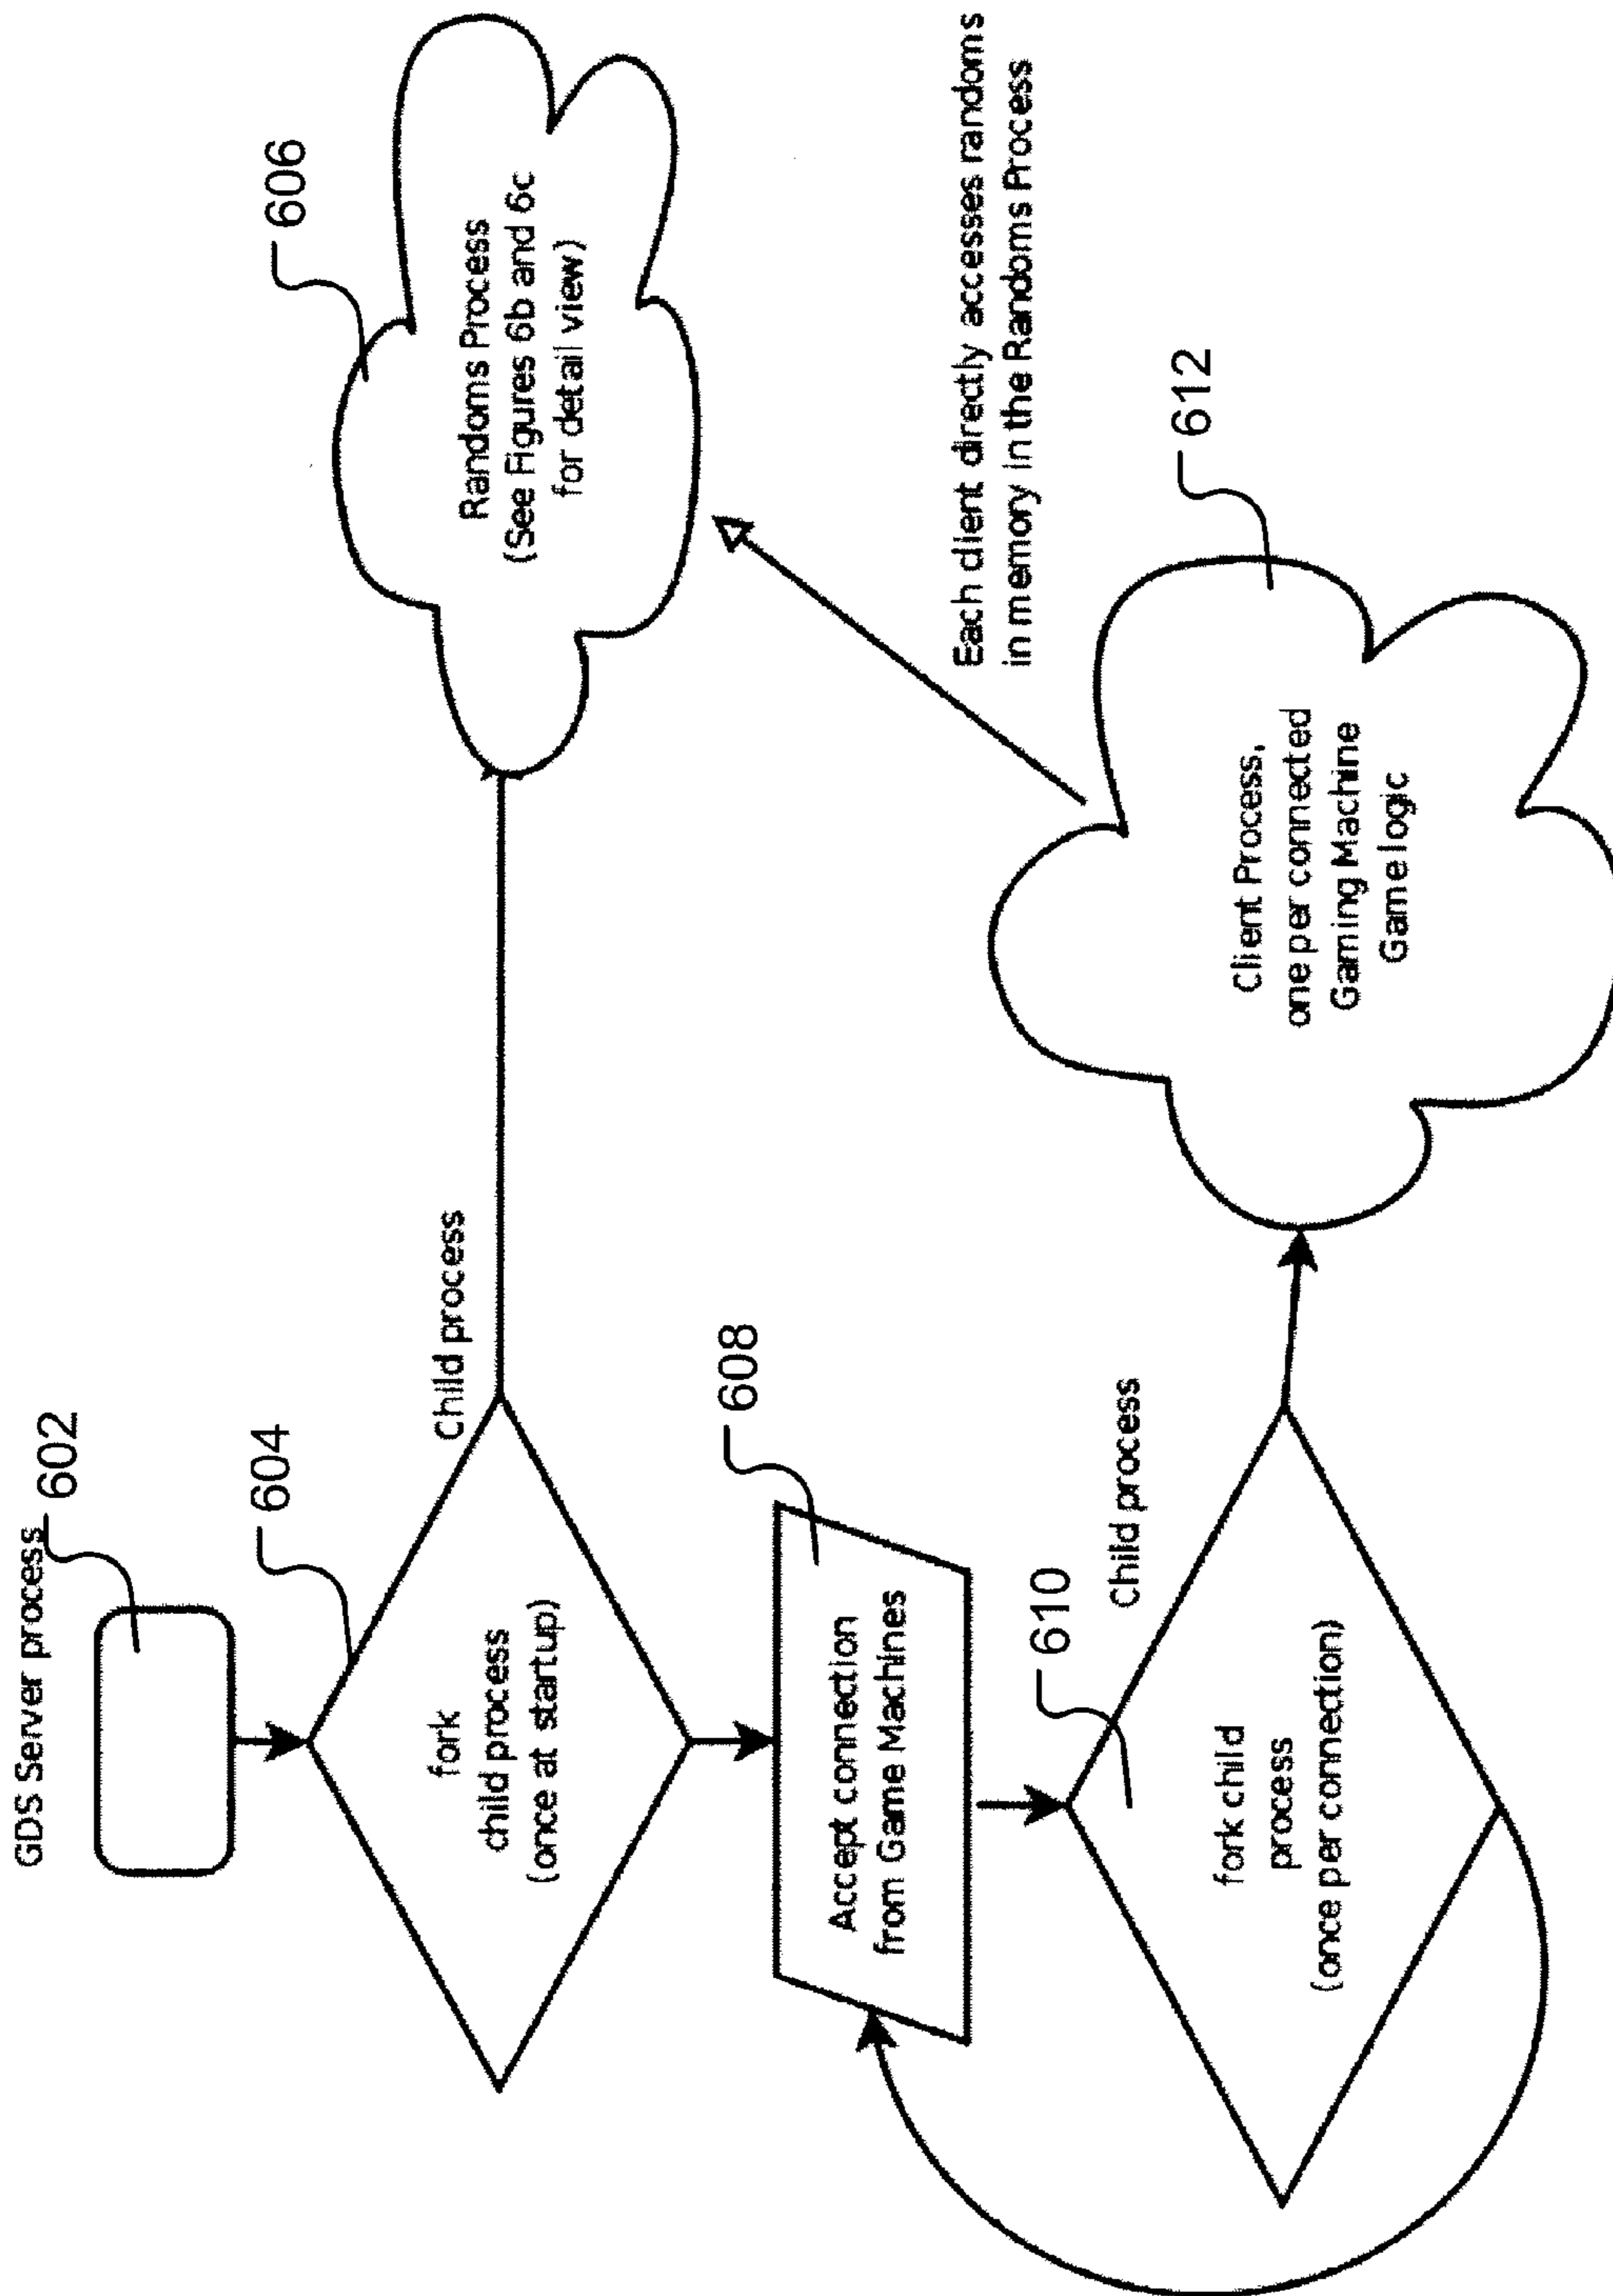 GDS Server process
602
604
fork
child process
(once at startup)
Child process
606
Randoms Process
(See Figures 6b and 6c
for detail view)
608
Accept connection
from Game Machines
Each client directly accesses randoms
in memory in the Randoms Process
610
fork child
process
(once per connection)
Child process
612
Client Process,
one per connected
Gaming Machine
Game logic